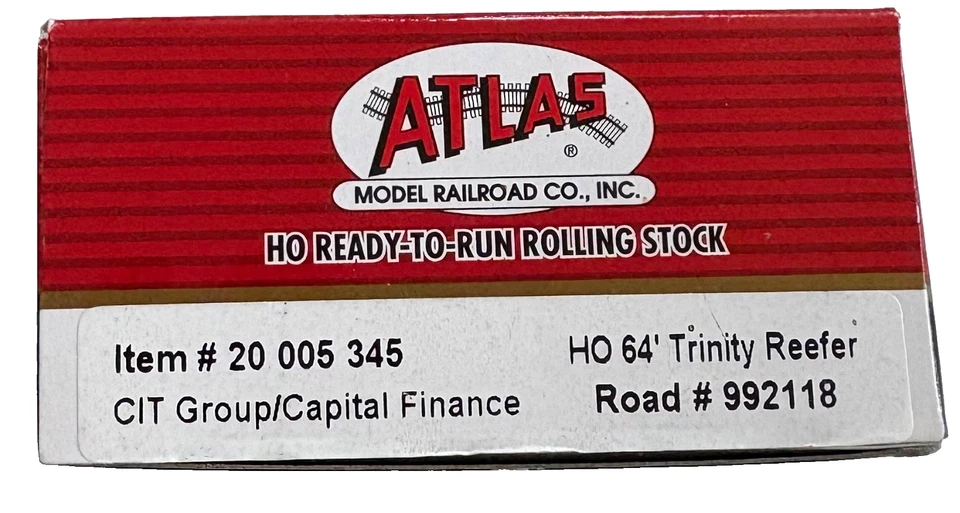 ATLAS
®
MODEL RAILROAD CO., INC.
HO READY-TO-RUN ROLLING STOCK
Item # 20 005 345
CIT Group/Capital Finance
HO 64' Trinity Reefer
Road # 992118